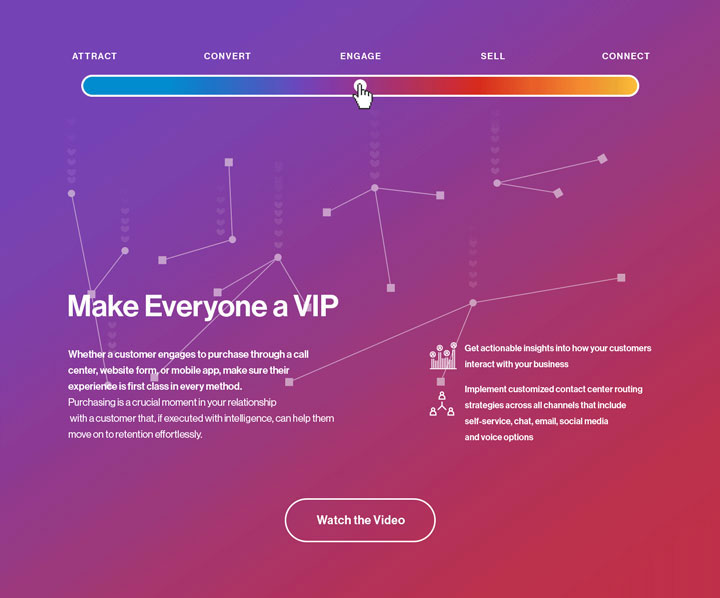 ATTRACT CONVERT ENGAGE SELL CONNECT
Make Everyone a VIP
Whether a customer engages to purchase through a call
center, website form, or mobile app, make sure their
experience is first class in every method.
Purchasing is a crucial moment in your relationship
with a customer that, if executed with intelligence, can help them
move on to retention effortlessly.
Get actionable insights into how your customers
interact with your business
Implement customized contact center routing
strategies across all channels that include
self-service, chat, email, social media
and voice options
Watch the Video